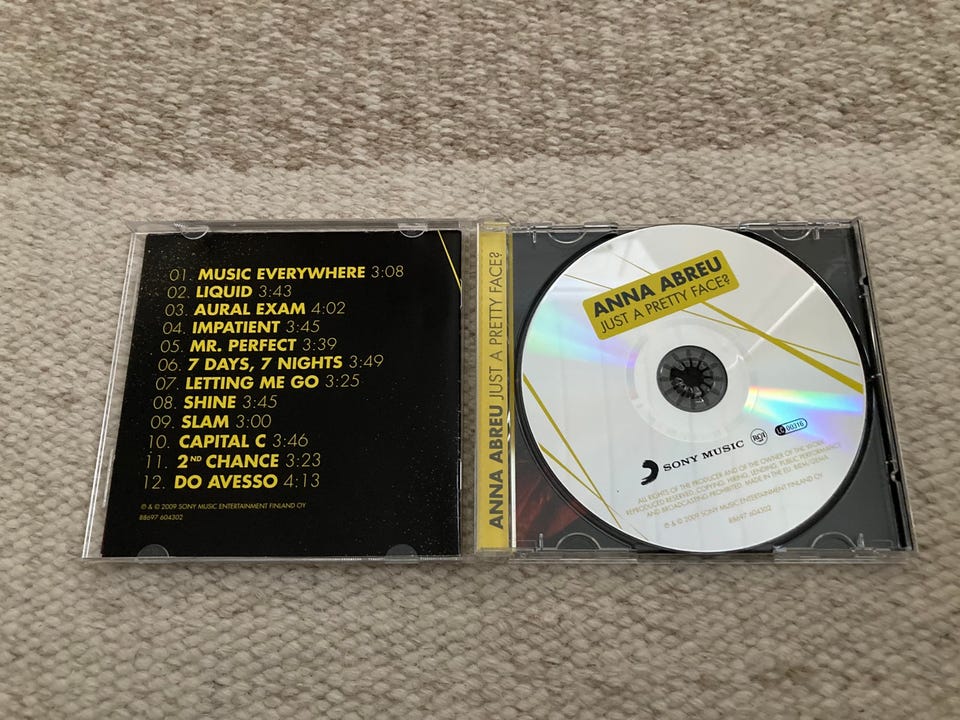 01. MUSIC EVERYWHERE 3:08
02. LIQUID 3:43
03. AURAL EXAM 4:02
04. IMPATIENT 3:45
05. MR. PERFECT 3:39
06. 7 DAYS, 7 NIGHTS 3:49
07. LETTING ME GO 3:25
08. SHINE 3:45
09. SLAM 3:00
10. CAPITAL C 3:46
11. 2ND CHANCE 3:23
12. DO AVESSO 4:13
℗ & © 2009 SONY MUSIC ENTERTAINMENT FINLAND OY
88697 604302
ANNA ABREU JUST A PRETTY FACE?
ANNA ABREU
JUST A PRETTY FACE?
SONY MUSIC RCA LC 00316
ALL RIGHTS OF THE PRODUCER AND OF THE OWNER OF THE WORK
REPRODUCED RESERVED. COPYING, HIRING, LENDING, PUBLIC PERFORMANCE
AND BROADCASTING PROHIBITED. MADE IN THE EU. BIEM/GEMA.
℗ & © 2009 SONY MUSIC ENTERTAINMENT FINLAND OY
88697 604302